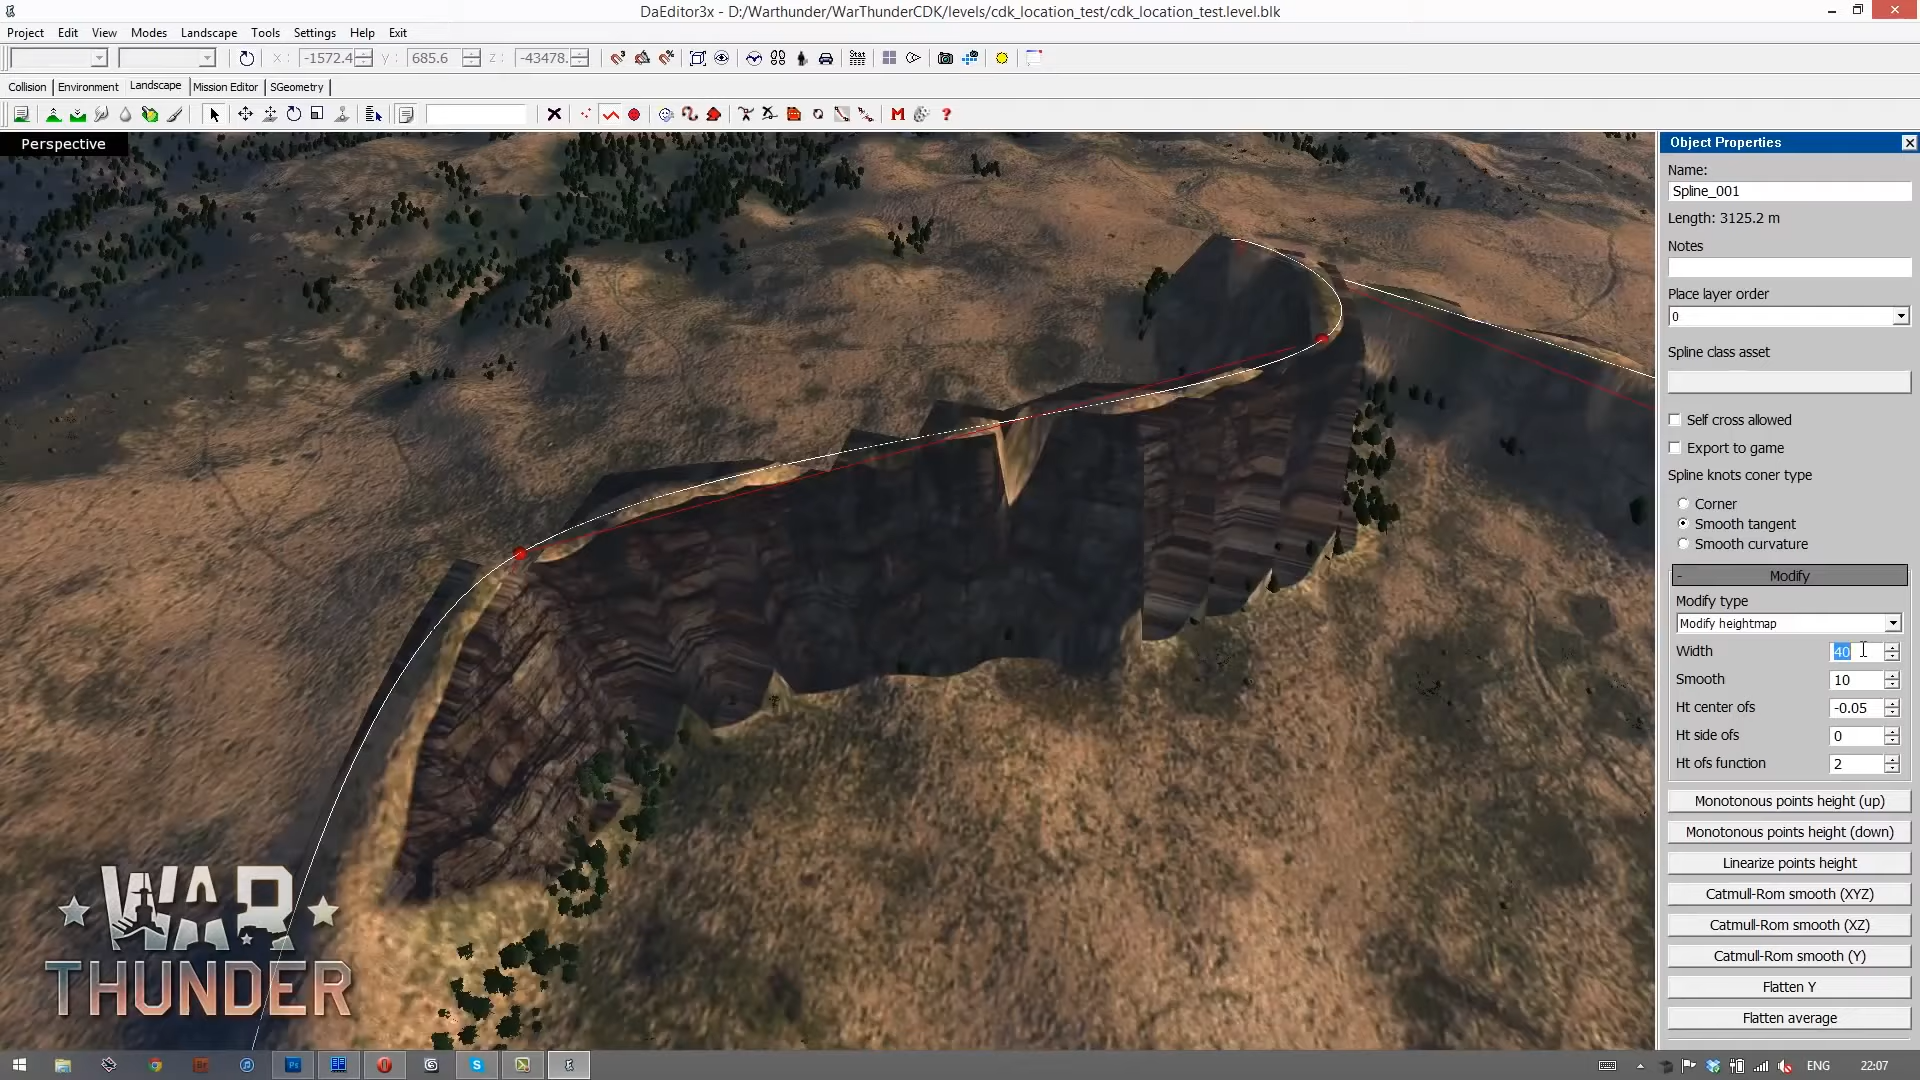 DaEditor3x - D:/Warthunder/WarThunderCDK/levels/cdk_location_test/cdk_location_test.level.blk
Project Edit View Modes Landscape Tools Settings Help Exit
x: -1572.4 y: 685.6 z: -43478. Stat
Collision Environment Landscape Mission Editor SGeometry
M ?
Perspective
Object Properties
Name:
Spline_001
Length: 3125.2 m
Notes
Place layer order
0
Spline class asset
Self cross allowed
Export to game
Spline knots coner type
Corner
Smooth tangent
Smooth curvature
- Modify
Modify type
Modify heightmap
Width 40
Smooth 10
Ht center ofs -0.05
Ht side ofs 0
Ht ofs function 2
Monotonous points height (up)
Monotonous points height (down)
Linearize points height
Catmull-Rom smooth (XYZ)
Catmull-Rom smooth (XZ)
Catmull-Rom smooth (Y)
Flatten Y
Flatten average
WAR
THUNDER
Br Ps S ENG 22:07